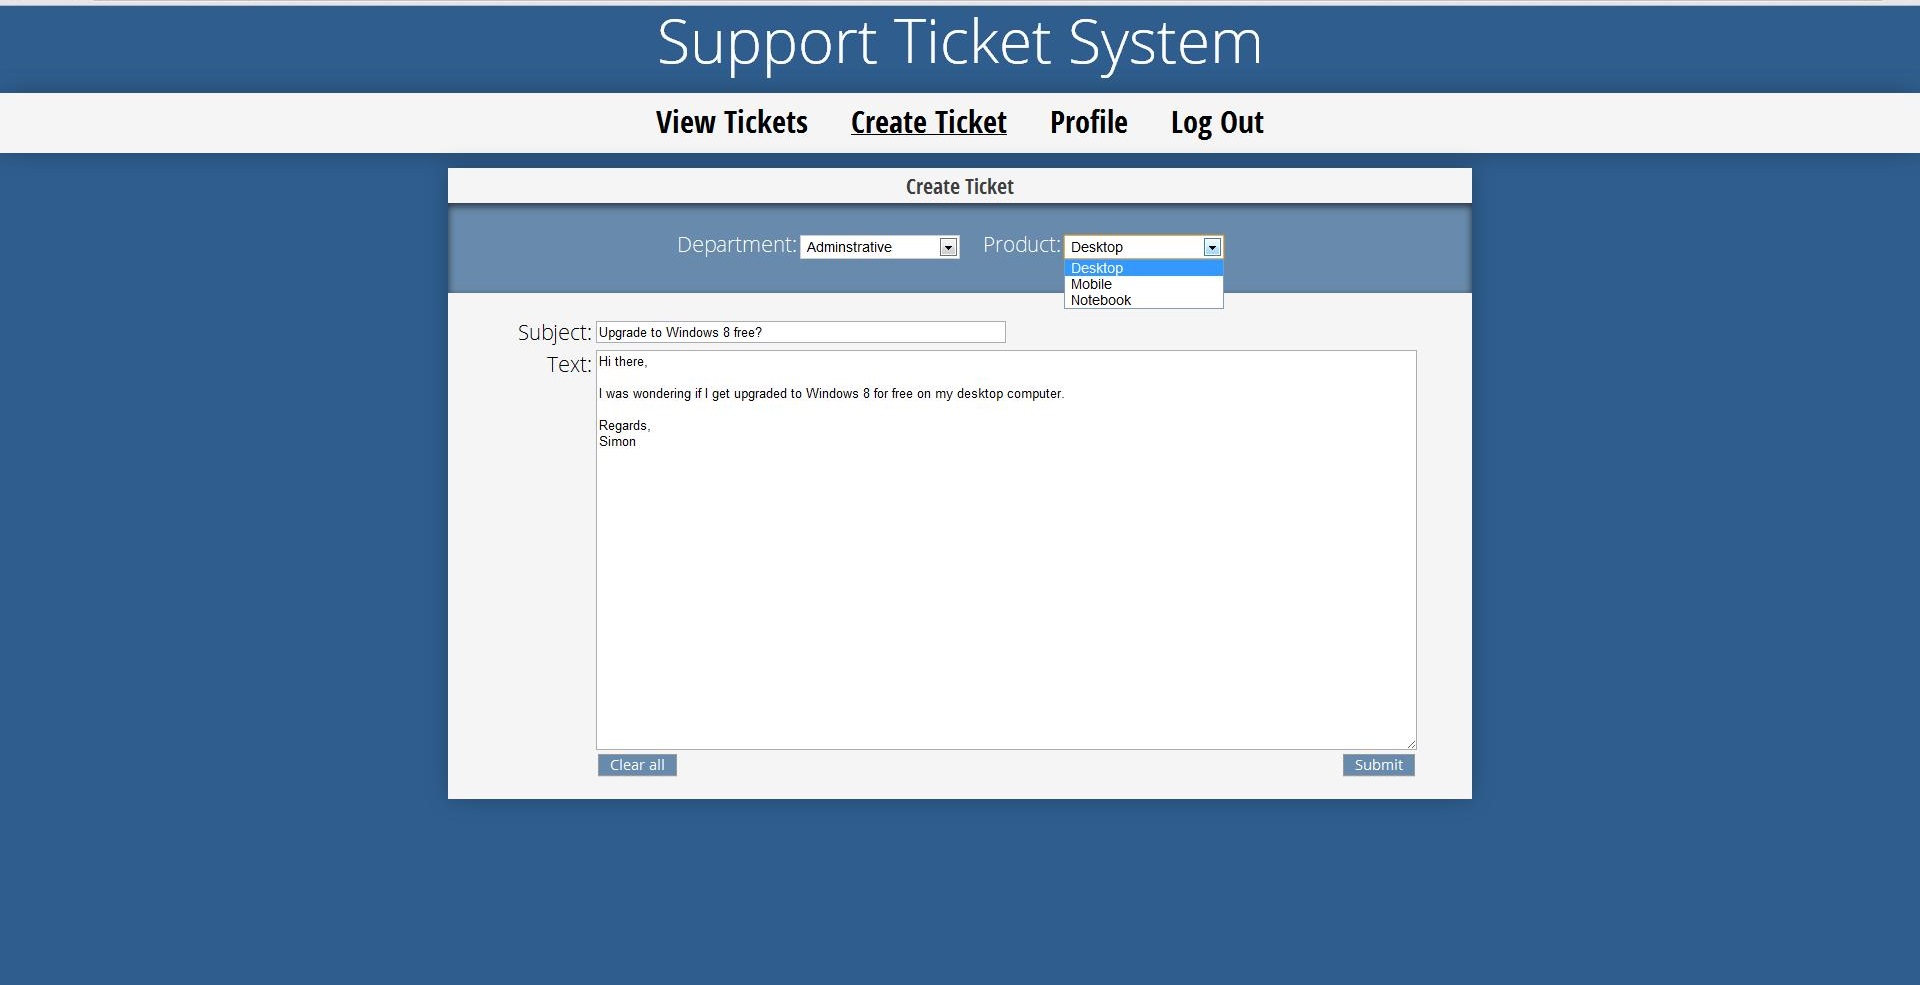 Support Ticket System
View Tickets Create Ticket Profile Log Out
Create Ticket
Department: Adminstrative Product: Desktop
Desktop
Mobile
Notebook
Subject: Upgrade to Windows 8 free?
Text: Hi there,
I was wondering if I get upgraded to Windows 8 for free on my desktop computer.
Regards,
Simon
Clear all Submit